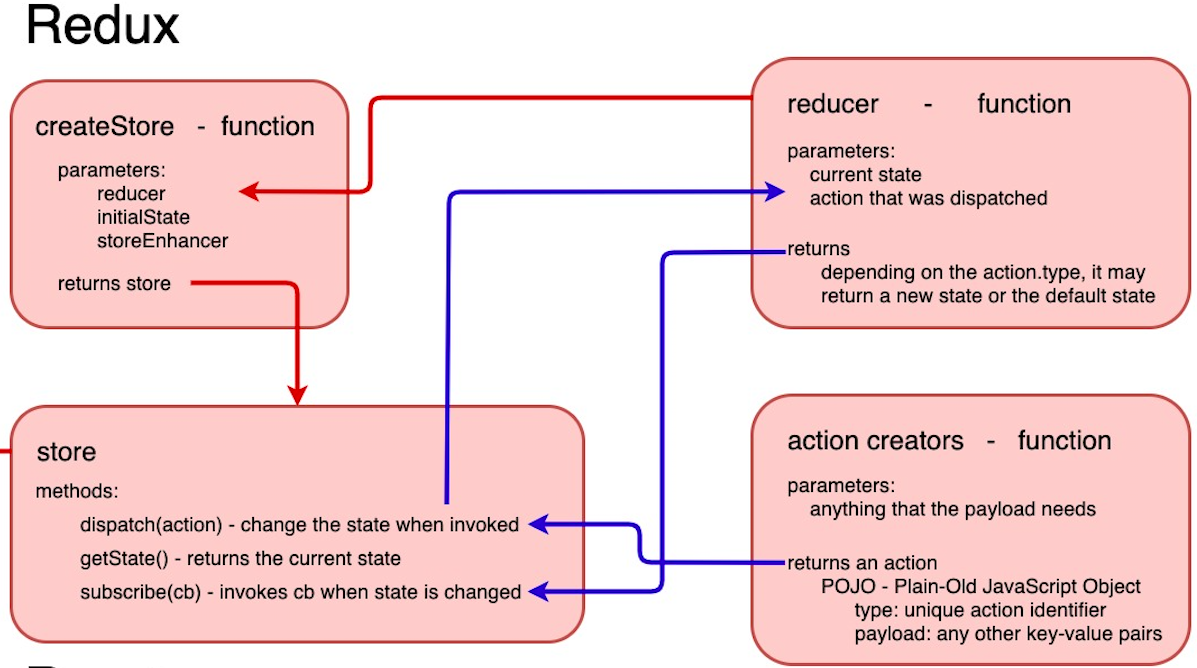 Redux
createStore - function
parameters:
reducer
initialState
storeEnhancer
returns store
reducer - function
parameters:
current state
action that was dispatched
returns
depending on the action.type, it may
return a new state or the default state
store
methods:
dispatch(action) - change the state when invoked
getState() - returns the current state
subscribe(cb) - invokes cb when state is changed
action creators - function
parameters:
anything that the payload needs
returns an action
POJO - Plain-Old JavaScript Object
type: unique action identifier
payload: any other key-value pairs